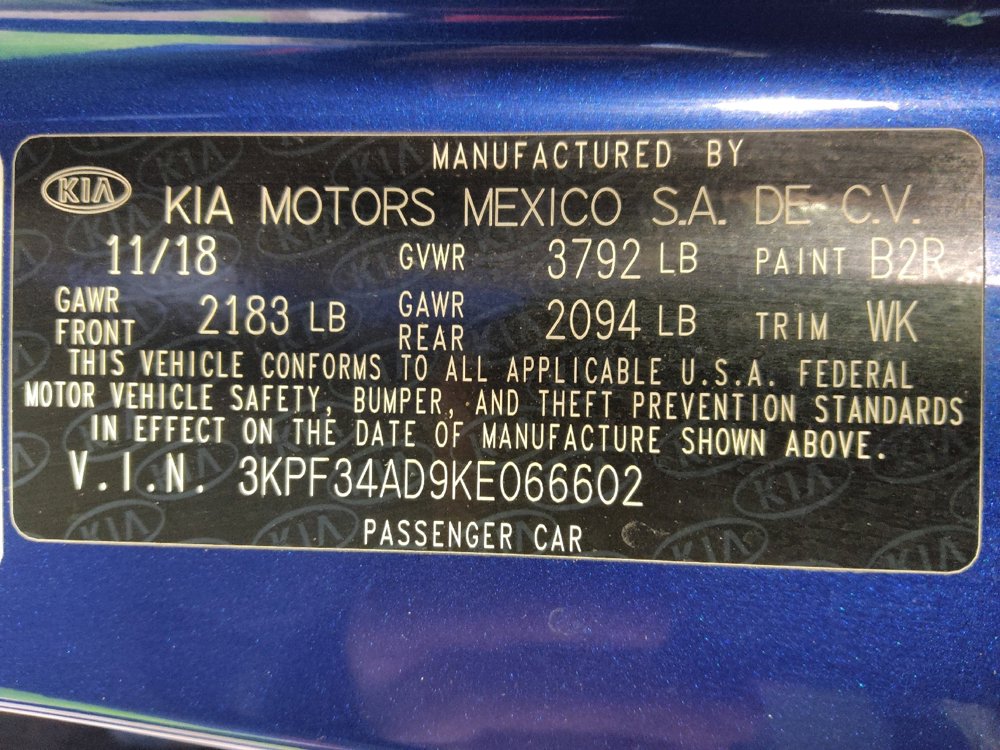 MANUFACTURED BY
KIA KIA MOTORS MEXICO S.A. DE C.V.
11/18 GVWR 3792 LB PAINT B2R
GAWR FRONT 2183 LB GAWR REAR 2094 LB TRIM WK
THIS VEHICLE CONFORMS TO ALL APPLICABLE U.S.A. FEDERAL
MOTOR VEHICLE SAFETY, BUMPER, AND THEFT PREVENTION STANDARDS
IN EFFECT ON THE DATE OF MANUFACTURE SHOWN ABOVE.
V.I.N. 3KPF34AD9KE066602
PASSENGER CAR